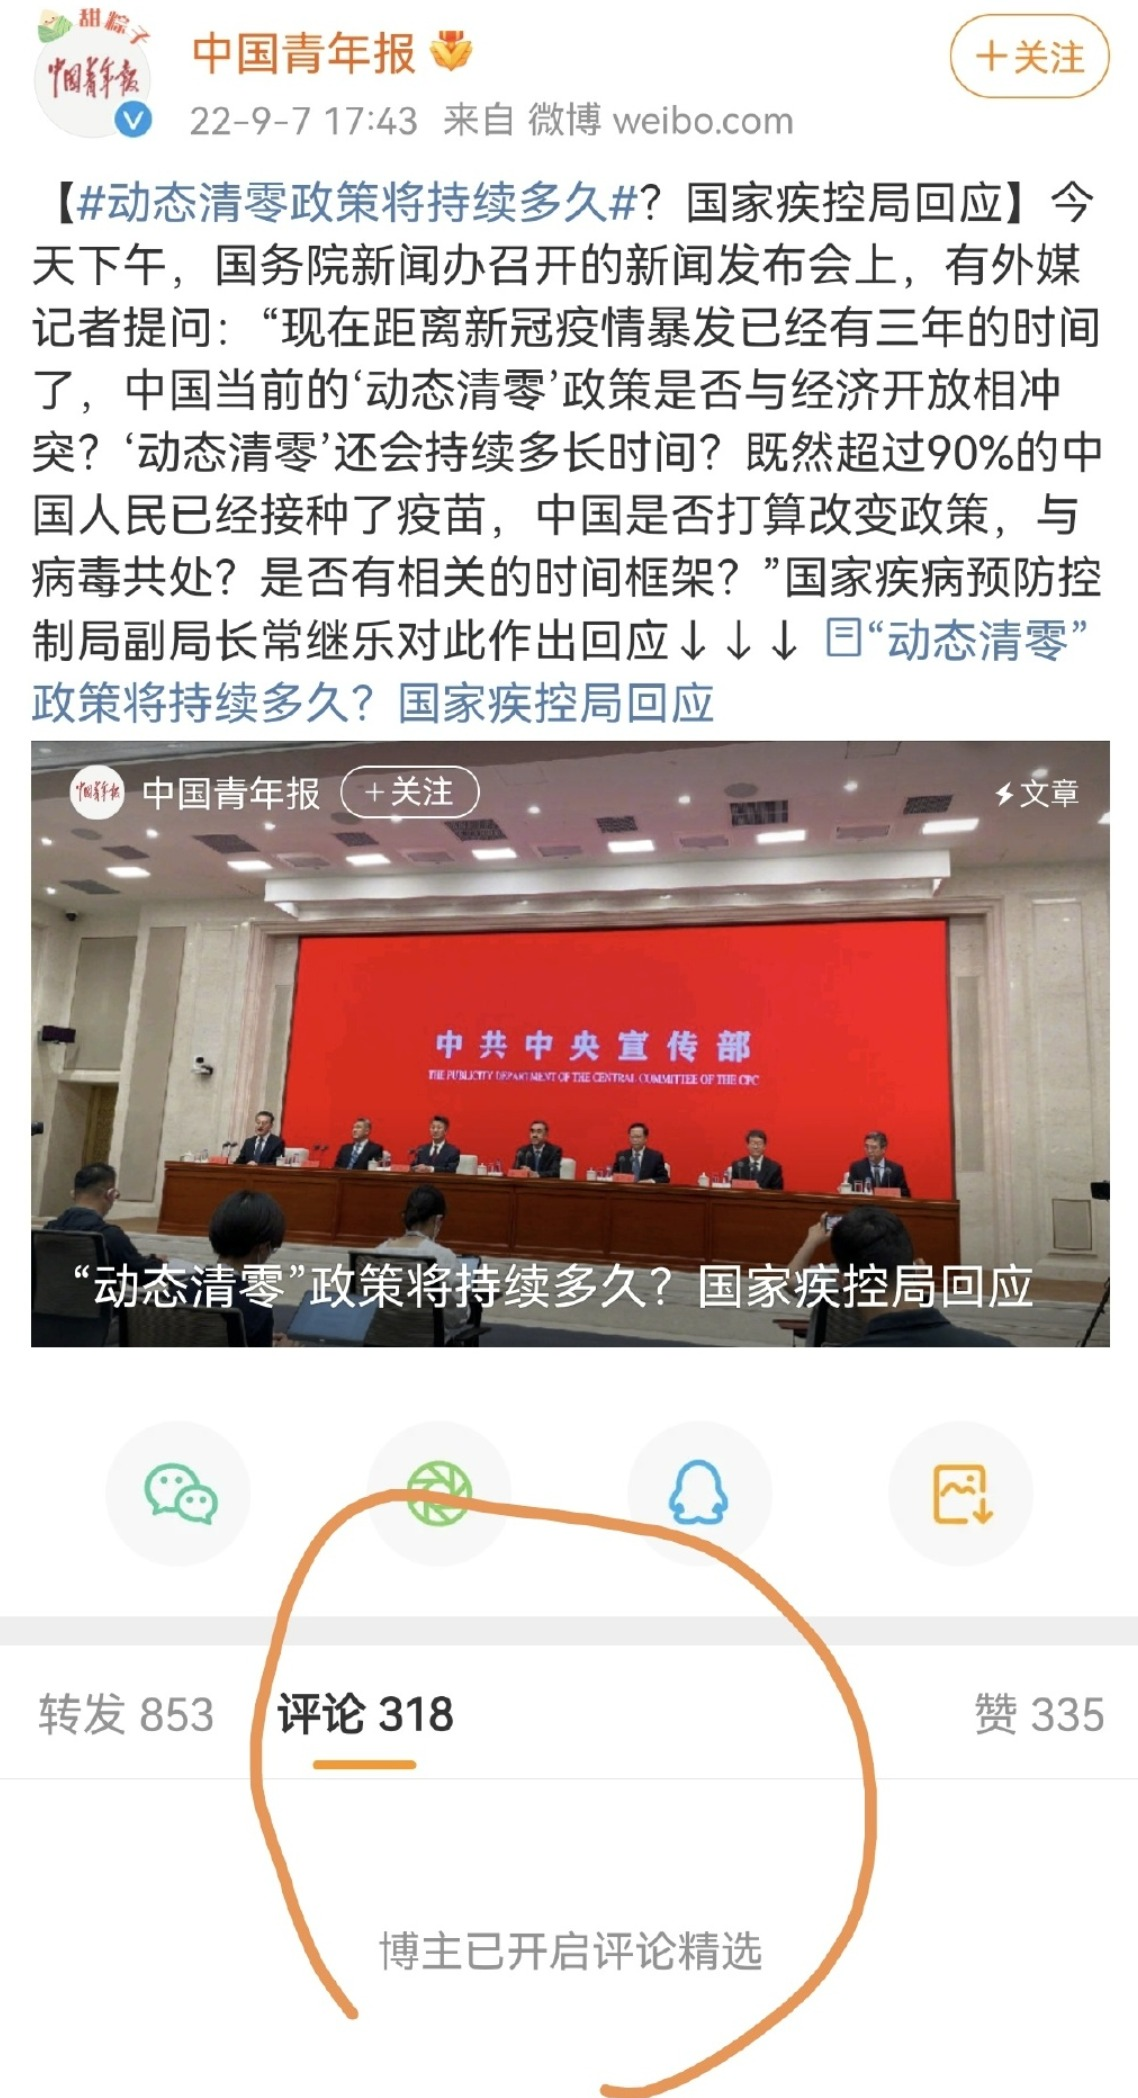 甜粽子
中国青年报
中国青年报
+关注
22-9-7 17:43 来自 微博 weibo.com
【#动态清零政策将持续多久#？国家疾控局回应】今
天下午，国务院新闻办召开的新闻发布会上，有外媒
记者提问：“现在距离新冠疫情暴发已经有三年的时间
了，中国当前的‘动态清零’政策是否与经济开放相冲
突？‘动态清零’还会持续多长时间？既然超过90%的中
国人民已经接种了疫苗，中国是否打算改变政策，与
病毒共处？是否有相关的时间框架？”国家疾病预防控
制局副局长常继乐对此作出回应↓↓↓ “动态清零”
政策将持续多久？国家疾控局回应
中国青年报 中国青年报 +关注 文章
中共中央宣传部
THE PUBLICITY DEPARTMENT OF THE CENTRAL COMMITTEE OF THE CPC
“动态清零”政策将持续多久？国家疾控局回应
转发 853 评论 318 赞 335
博主已开启评论精选